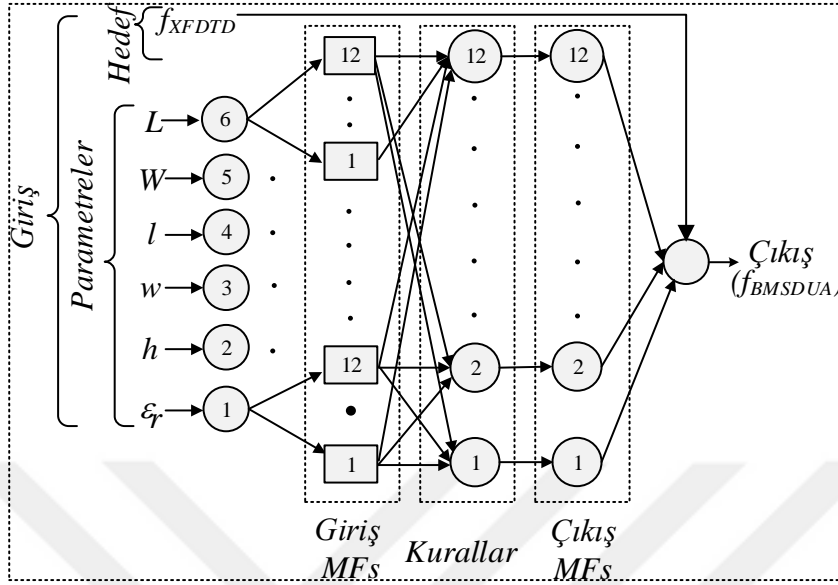 Giriş
Hedef
f_XFDTD
Parametreler
L
6
W
5
l
4
w
3
h
2
ε_r
1
12
1
12
1
12
2
1
12
2
1
Çıkış
(f_BMSDUA)
Giriş
MFs
Kurallar
Çıkış
MFs